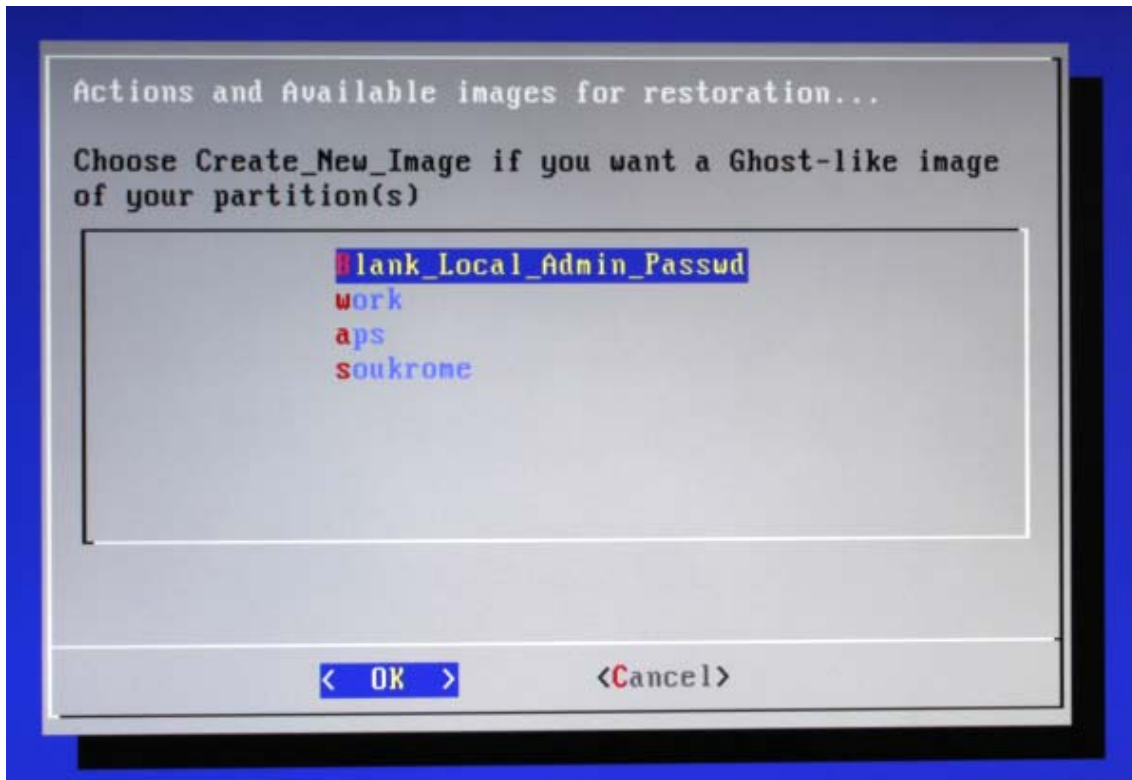 Actions and Available images for restoration...
Choose Create_New_Image if you want a Ghost-like image
of your partition(s)
Blank_Local_Admin_Passwd
work
aps
soukrome
< OK > <Cancel>